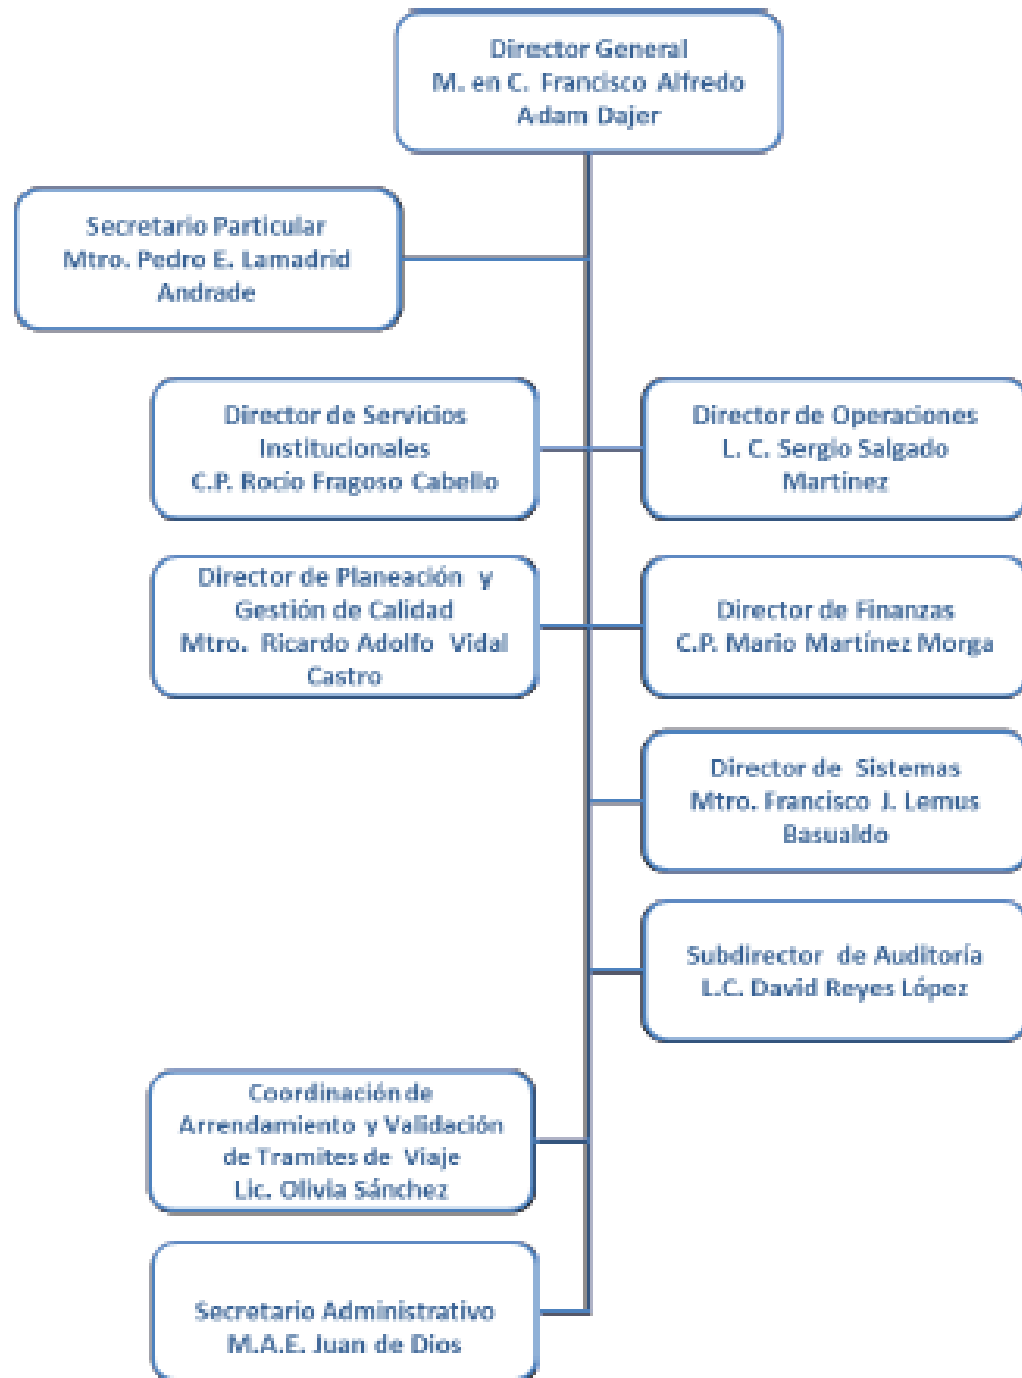 Director General
M. en C. Francisco Alfredo
Adam Dajer
Secretario Particular
Mtro. Pedro E. Lamadrid
Andrade
Director de Servicios
Institucionales
C.P. Rocio Fragoso Cabello
Director de Operaciones
L. C. Sergio Salgado
Martinez
Director de Planeación y
Gestión de Calidad
Mtro. Ricardo Adolfo Vidal
Castro
Director de Finanzas
C.P. Mario Martínez Morga
Director de Sistemas
Mtro. Francisco J. Lemus
Basualdo
Subdirector de Auditoría
L.C. David Reyes López
Coordinación de
Arrendamiento y Validación
de Tramites de Viaje
Lic. Olivia Sánchez
Secretario Administrativo
M.A.E. Juan de Dios